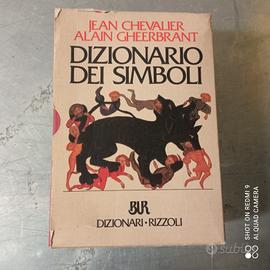 JEAN CHEVALIER
ALAIN GHEERBRANT
DIZIONARIO
DEI SIMBOLI
BUR
DIZIONARI • RIZZOLI
SHOT ON REDMI 9
AI QUAD CAMERA
subito